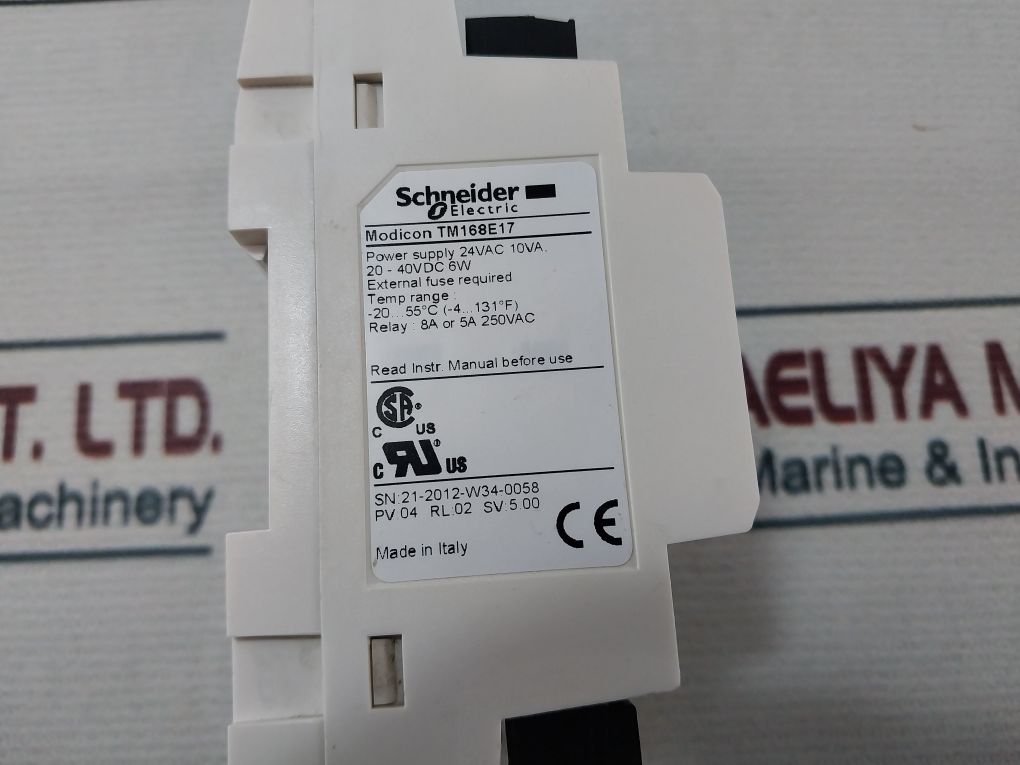 Schneider
Electric
Modicon TM168E17
Power supply 24VAC 10VA.
20 - 40VDC 6W
External fuse required
Temp range :
-20...55°C (-4...131°F)
Relay : 8A or 5A 250VAC
Read Instr. Manual before use
CSA®
C US
C RU® US
SN:21-2012-W34-0058
PV:04 RL:02 SV:5.00
CE
Made in Italy
T. LTD.
achinery
AELIYA M
Marine & In